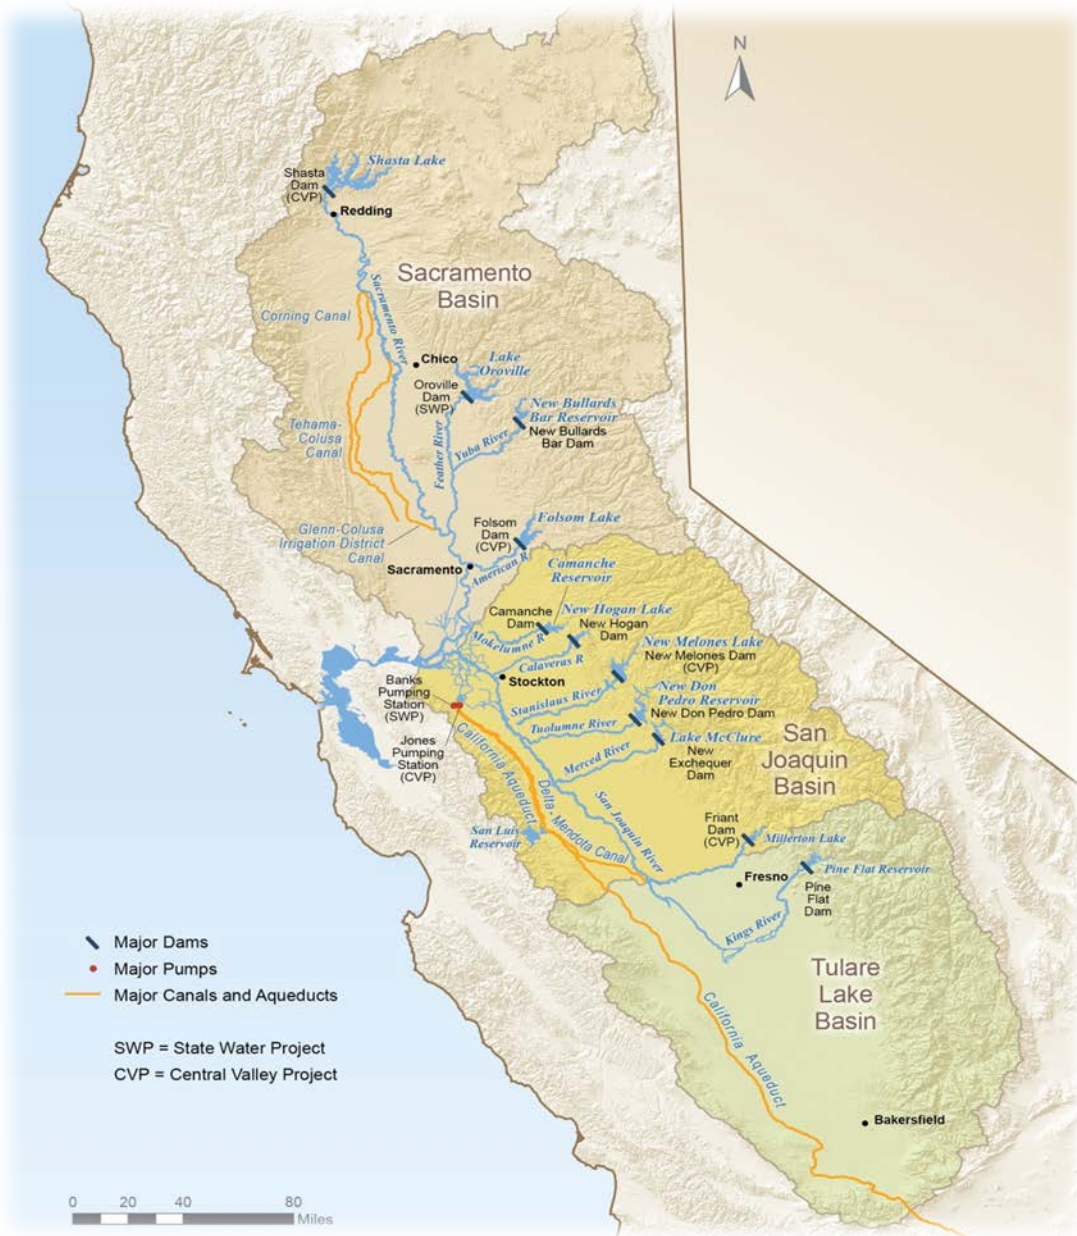 N
Shasta Lake
Shasta
Dam
(CVP)
Redding
Sacramento
Basin
Sacramento River
Corning Canal
Chico
Lake
Oroville
Oroville
Dam
(SWP)
New Bullards
Bar Reservoir
New Bullards
Bar Dam
Tehama-
Colusa
Canal
Feather River
Yuba River
Glenn-Colusa
Irrigation District
Canal
Folsom
Dam
(CVP)
Folsom Lake
Sacramento
American R
Camanche
Reservoir
Camanche
Dam
New Hogan Lake
New Hogan
Dam
Mokelumne R
Calaveras R
New Melones Lake
New Melones Dam
(CVP)
Stockton
Banks
Pumping
Station
(SWP)
Stanislaus River
New Don
Pedro Reservoir
New Don Pedro Dam
Tuolumne River
Jones
Pumping
Station
(CVP)
Lake McClure
New
Exchequer
Dam
Merced River
San
Joaquin
Basin
California Aqueduct
Delta-Mendota Canal
San Joaquin River
San Luis
Reservoir
Friant
Dam
(CVP)
Millerton Lake
Fresno
Pine Flat Reservoir
Pine
Flat
Dam
Kings River
Tulare
Lake
Basin
California Aqueduct
Bakersfield
Major Dams
Major Pumps
Major Canals and Aqueducts
SWP = State Water Project
CVP = Central Valley Project
0 20 40 80
Miles